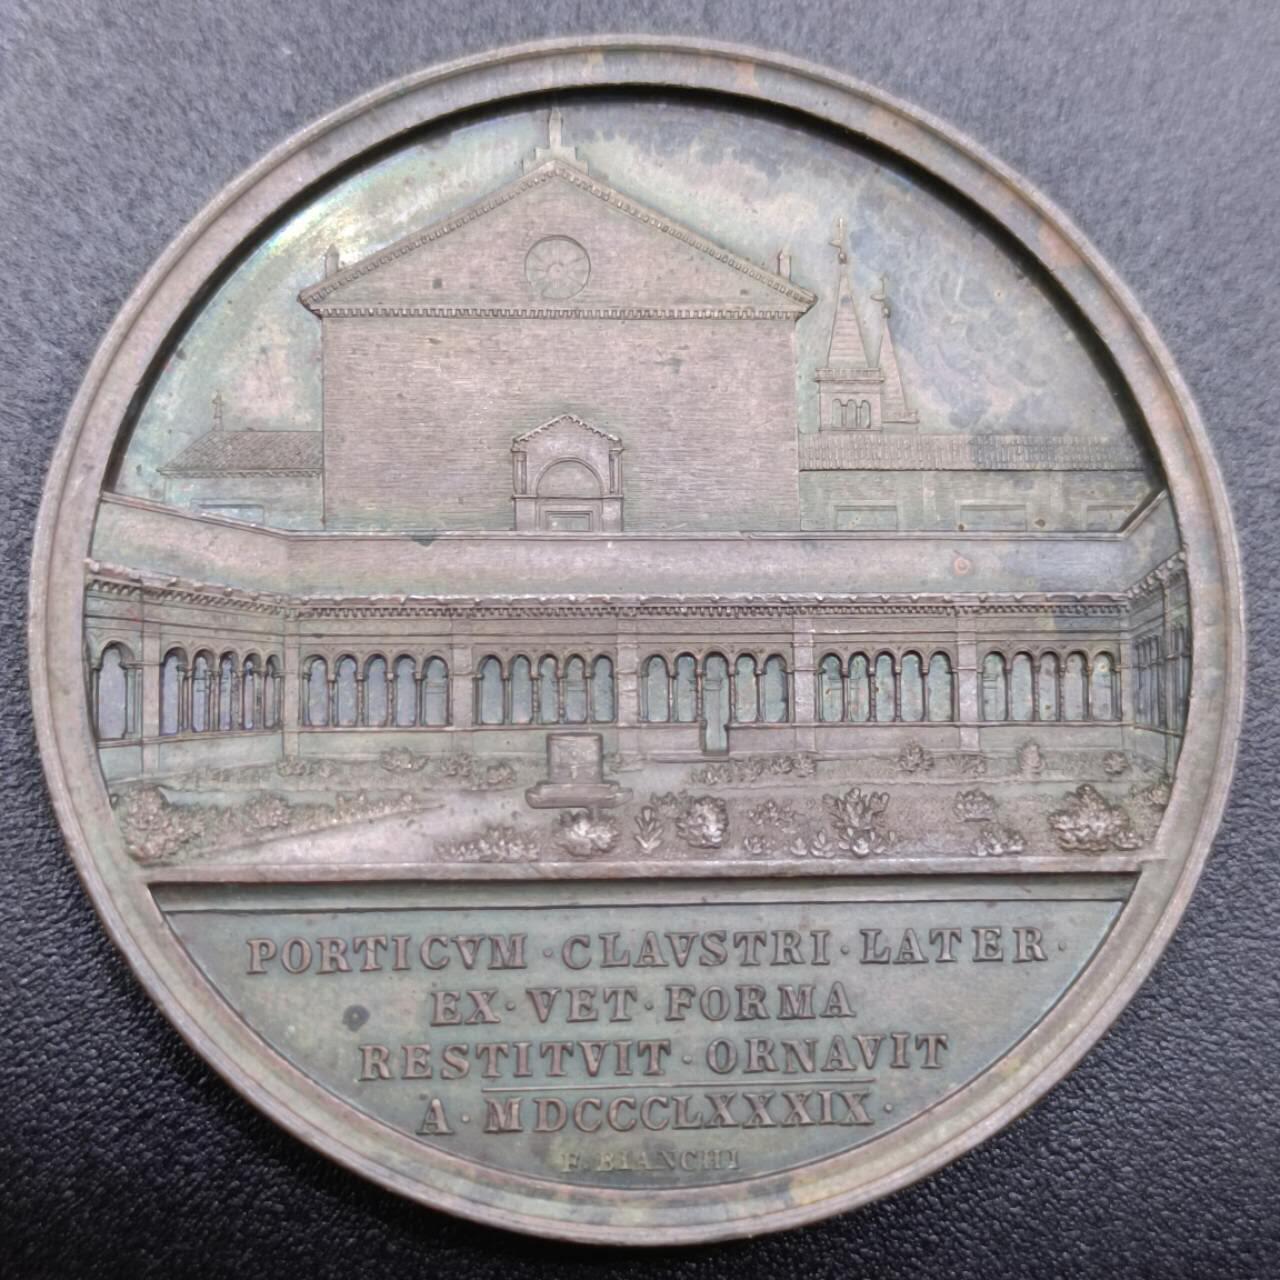 PORTICVM · CLAVSTRI · LATER ·
EX · VET · FORMA
RESTITVIT · ORNAVIT
A · MDCCCLXXXIX ·
F. BIANCHI